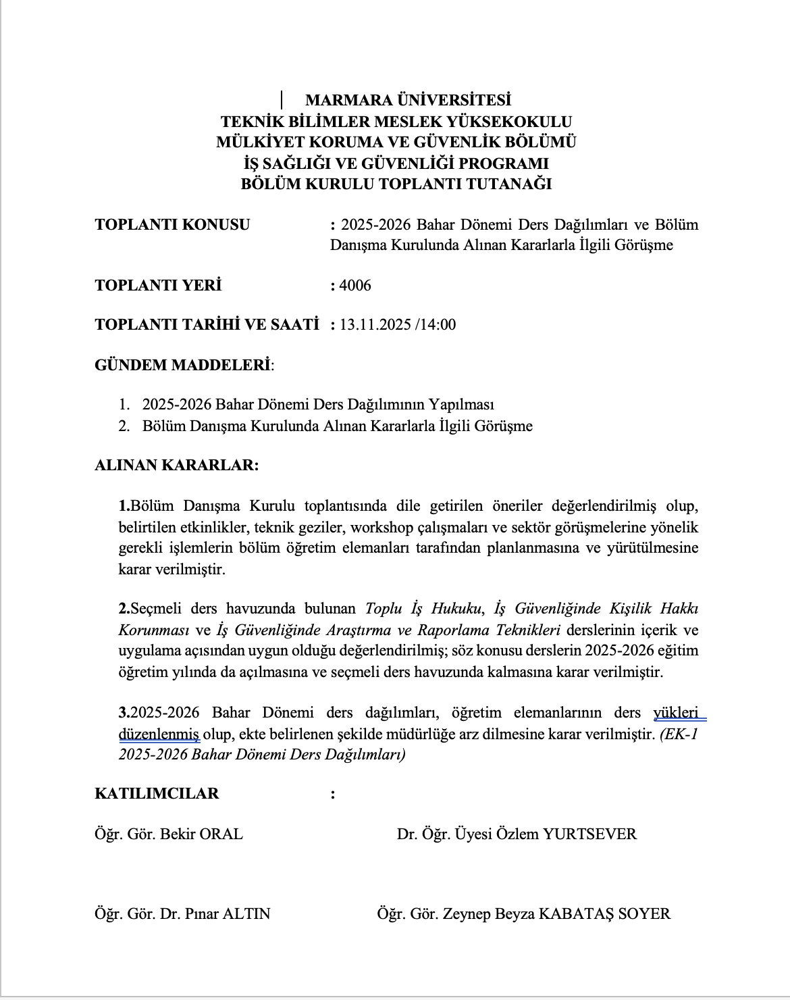 MARMARA ÜNİVERSİTESİ
TEKNİK BİLİMLER MESLEK YÜKSEKOKULU
MÜLKİYET KORUMA VE GÜVENLİK BÖLÜMÜ
İŞ SAĞLIĞI VE GÜVENLİĞİ PROGRAMI
BÖLÜM KURULU TOPLANTI TUTANAĞI
TOPLANTI KONUSU : 2025-2026 Bahar Dönemi Ders Dağılımları ve Bölüm
Danışma Kurulunda Alınan Kararlarla İlgili Görüşme
TOPLANTI YERİ : 4006
TOPLANTI TARİHİ VE SAATİ : 13.11.2025 /14:00
GÜNDEM MADDELERİ:
1. 2025-2026 Bahar Dönemi Ders Dağılımının Yapılması
2. Bölüm Danışma Kurulunda Alınan Kararlarla İlgili Görüşme
ALINAN KARARLAR:
1.Bölüm Danışma Kurulu toplantısında dile getirilen öneriler değerlendirilmiş olup,
belirtilen etkinlikler, teknik geziler, workshop çalışmaları ve sektör görüşmelerine yönelik
gerekli işlemlerin bölüm öğretim elemanları tarafından planlanmasına ve yürütülmesine
karar verilmiştir.
2.Seçmeli ders havuzunda bulunan Toplu İş Hukuku, İş Güvenliğinde Kişilik Hakkı
Korunması ve İş Güvenliğinde Araştırma ve Raporlama Teknikleri derslerinin içerik ve
uygulama açısından uygun olduğu değerlendirilmiş; söz konusu derslerin 2025-2026 eğitim
öğretim yılında da açılmasına ve seçmeli ders havuzunda kalmasına karar verilmiştir.
3.2025-2026 Bahar Dönemi ders dağılımları, öğretim elemanlarının ders yükleri
düzenlenmiş olup, ekte belirlenen şekilde müdürlüğe arz dilmesine karar verilmiştir. (EK-1
2025-2026 Bahar Dönemi Ders Dağılımları)
KATILIMCILAR :
Öğr. Gör. Bekir ORAL Dr. Öğr. Üyesi Özlem YURTSEVER
Öğr. Gör. Dr. Pınar ALTIN Öğr. Gör. Zeynep Beyza KABATAŞ SOYER